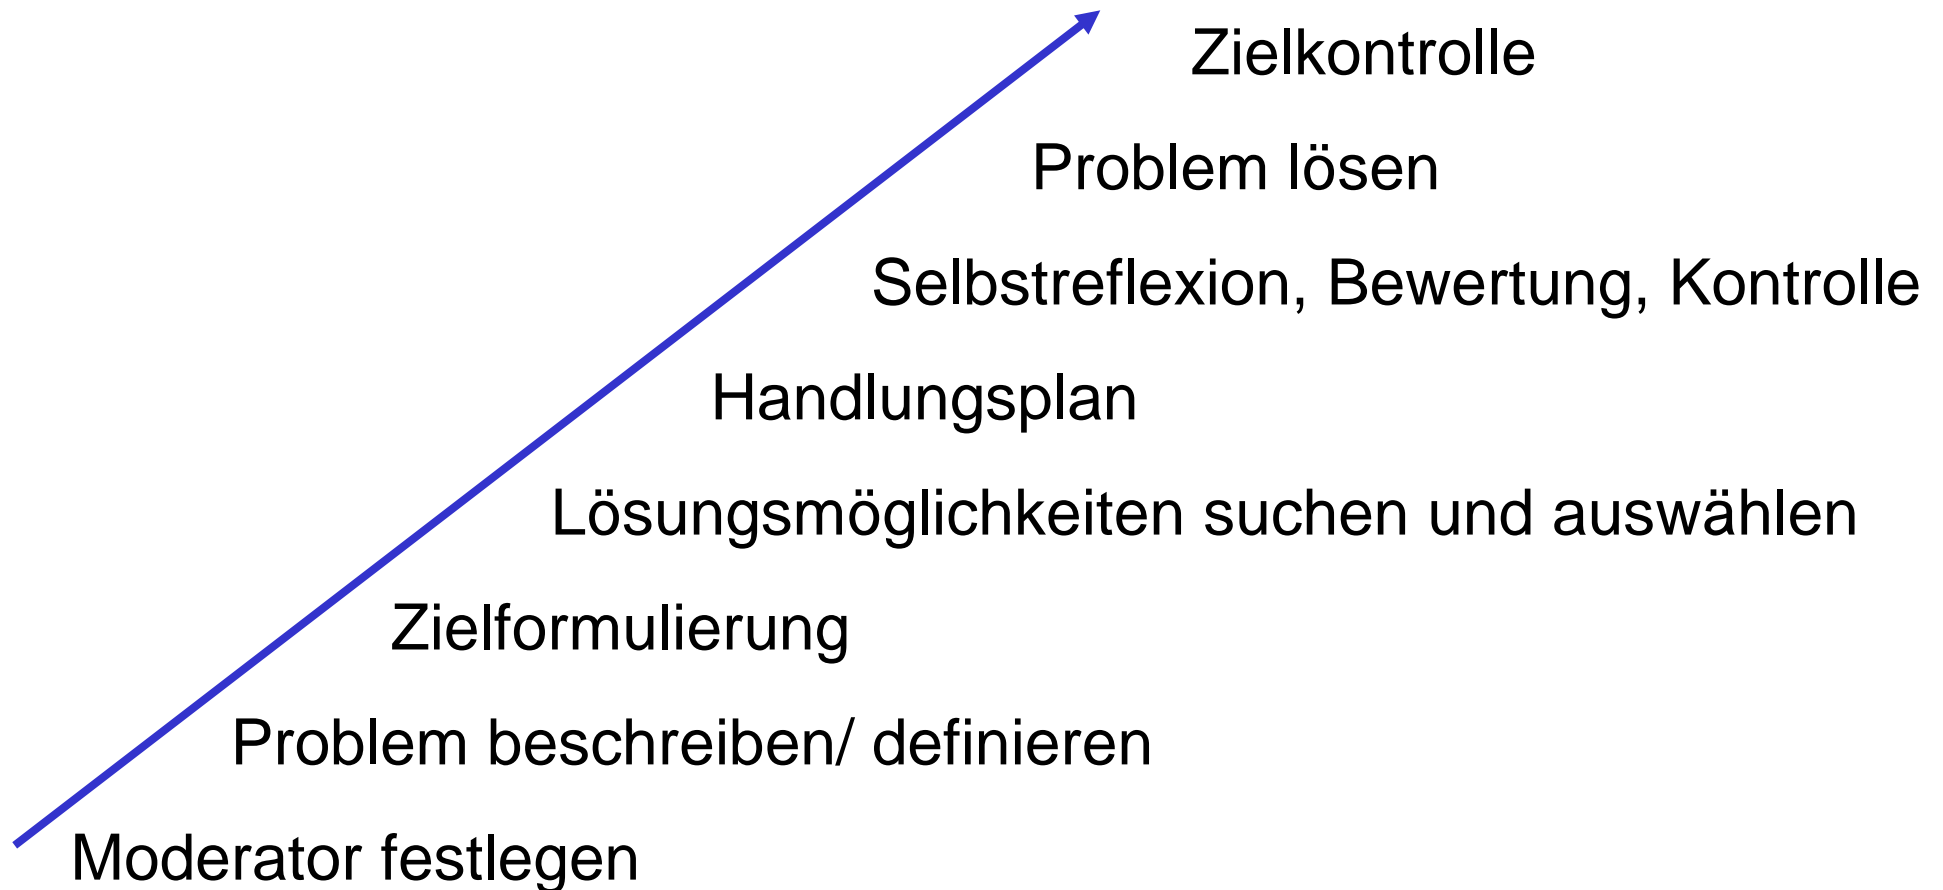 Zielkontrolle
Problem lösen
Selbstreflexion, Bewertung, Kontrolle
Handlungsplan
Lösungsmöglichkeiten suchen und auswählen
Zielformulierung
Problem beschreiben/ definieren
Moderator festlegen